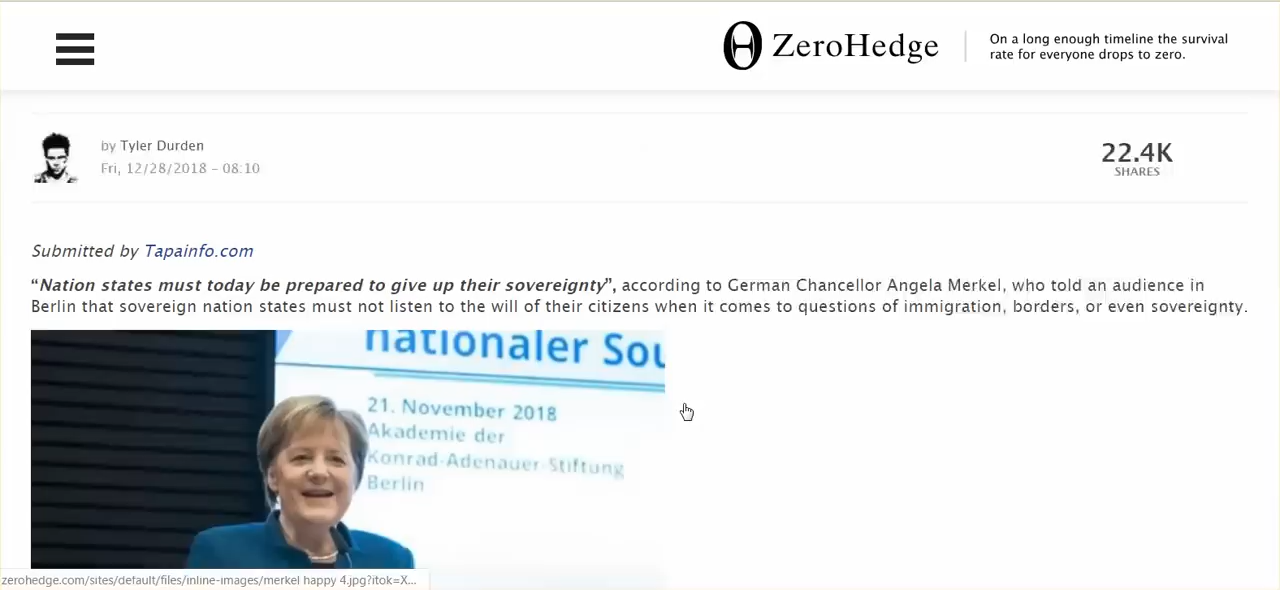 ZeroHedge
On a long enough timeline the survival
rate for everyone drops to zero.
by Tyler Durden
Fri, 12/28/2018 - 08:10
22.4K
SHARES
Submitted by Tapainfo.com
“Nation states must today be prepared to give up their sovereignty”, according to German Chancellor Angela Merkel, who told an audience in
Berlin that sovereign nation states must not listen to the will of their citizens when it comes to questions of immigration, borders, or even sovereignty.
nationaler Sou
21. November 2018
Akademie der
Konrad-Adenauer-Stiftung
Berlin
zerohedge.com/sites/default/files/inline-images/merkel happy 4.jpg?itok=X...